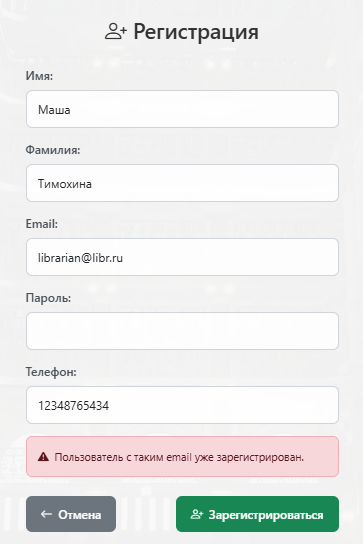 Регистрация
Имя:
Маша
Фамилия:
Тимохина
Email:
librarian@libr.ru
Пароль:
Телефон:
12348765434
Пользователь с таким email уже зарегистрирован.
Отмена
Зарегистрироваться